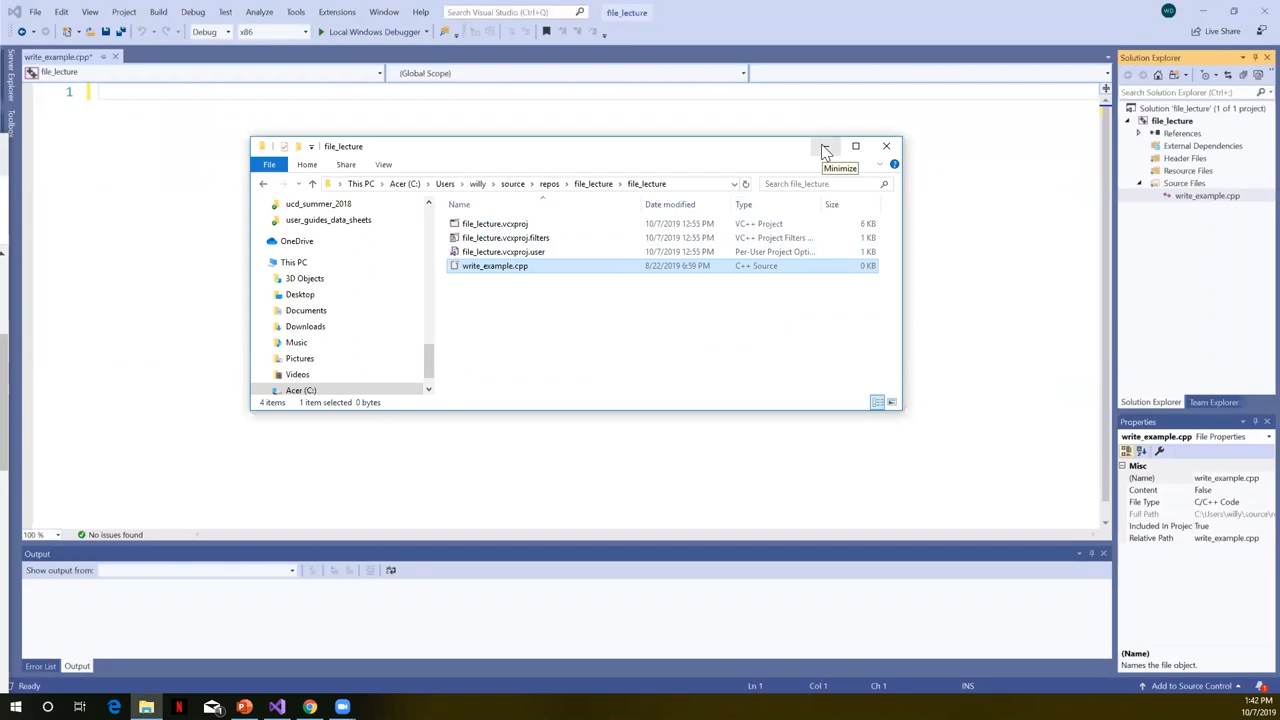 File Edit View Project Build Debug Test Analyze Tools Extensions Window Help Search Visual Studio (Ctrl+Q) file_lecture WD
Debug x86 Local Windows Debugger Live Share
write_example.cpp*
file_lecture (Global Scope)
1
Server Explorer
Toolbox
file_lecture
Minimize
File Home Share View
This PC Acer (C:) Users willy source repos file_lecture file_lecture Search file_lecture
Name Date modified Type Size
ucd_summer_2018
user_guides_data_sheets
OneDrive
This PC
3D Objects
Desktop
Documents
Downloads
Music
Pictures
Videos
Acer (C:)
file_lecture.vcxproj 10/7/2019 12:55 PM VC++ Project 6 KB
file_lecture.vcxproj.filters 10/7/2019 12:55 PM VC++ Project Filters ... 1 KB
file_lecture.vcxproj.user 10/7/2019 12:55 PM Per-User Project Opti... 1 KB
write_example.cpp 8/22/2019 6:59 PM C++ Source 0 KB
4 items 1 item selected 0 bytes
Solution Explorer
Search Solution Explorer (Ctrl+;)
Solution 'file_lecture' (1 of 1 project)
file_lecture
References
External Dependencies
Header Files
Resource Files
Source Files
write_example.cpp
Solution Explorer Team Explorer
Properties
write_example.cpp File Properties
Misc
(Name) write_example.cpp
Content False
File Type C/C++ Code
Full Path C:\Users\willy\source\
Included In Projec True
Relative Path write_example.cpp
(Name)
Names the file object.
100 % No issues found
Output
Show output from:
Error List Output
Ready Ln 1 Col 1 Ch 1 INS Add to Source Control 1
1:42 PM
10/7/2019